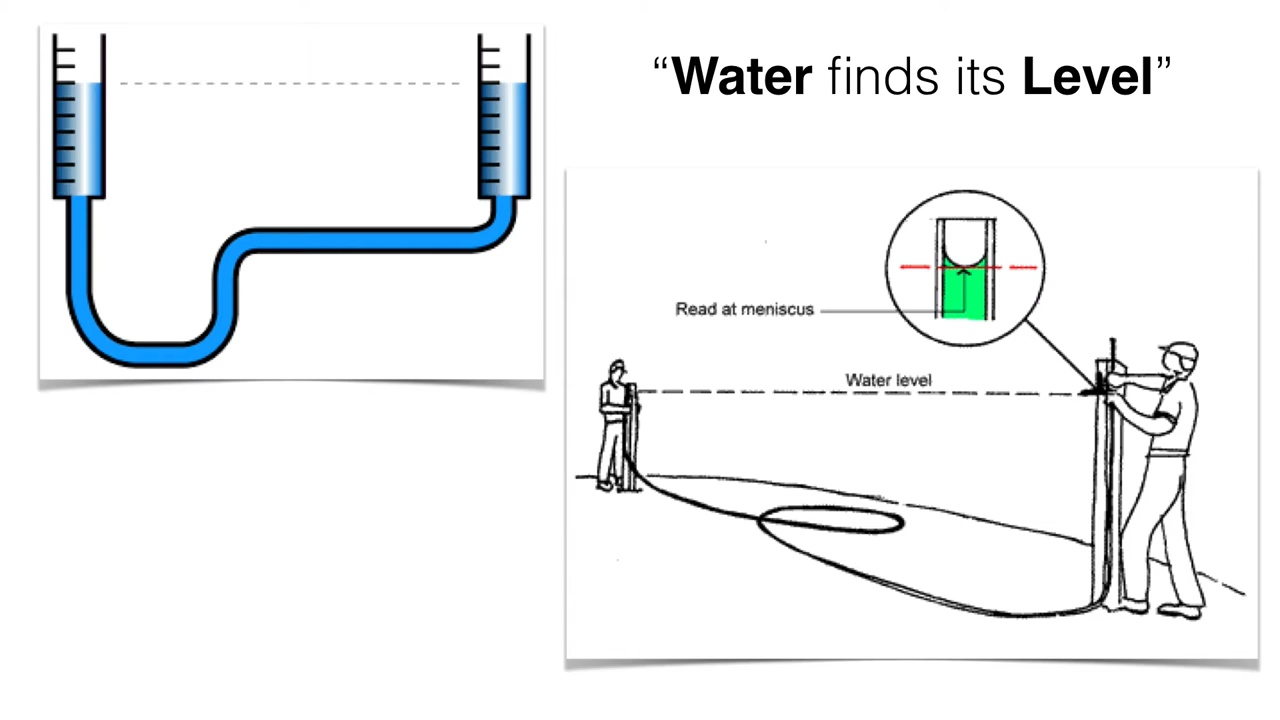 “Water finds its Level”
Read at meniscus
Water level